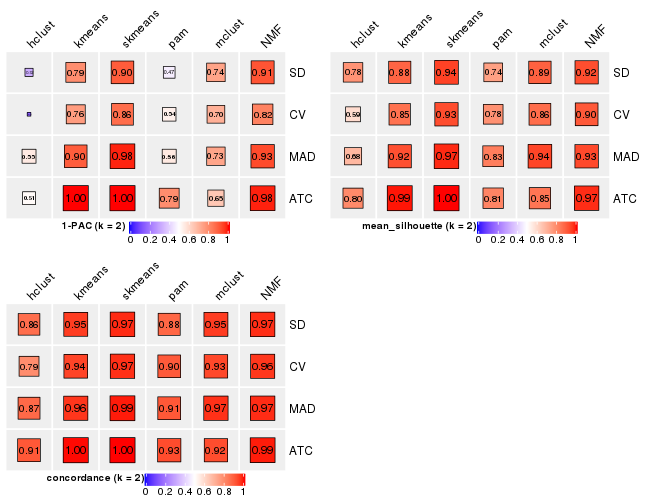 hclust kmeans skmeans pam mclust NMF
0.79 0.90 0.47 0.74 0.91 SD
0.76 0.86 0.54 0.70 0.82 CV
0.55 0.90 0.98 0.56 0.73 0.93 MAD
0.51 1.00 1.00 0.79 0.65 0.98 ATC
1-PAC (k = 2)
0 0.2 0.4 0.6 0.8 1
hclust kmeans skmeans pam mclust NMF
0.78 0.88 0.94 0.74 0.89 0.92 SD
0.59 0.85 0.93 0.78 0.86 0.90 CV
0.68 0.92 0.97 0.83 0.94 0.93 MAD
0.80 0.99 1.00 0.81 0.85 0.97 ATC
mean_silhouette (k = 2)
0 0.2 0.4 0.6 0.8 1
hclust kmeans skmeans pam mclust NMF
0.86 0.95 0.97 0.88 0.95 0.97 SD
0.79 0.94 0.97 0.90 0.93 0.96 CV
0.87 0.96 0.99 0.91 0.97 0.97 MAD
0.91 1.00 1.00 0.93 0.92 0.99 ATC
concordance (k = 2)
0 0.2 0.4 0.6 0.8 1